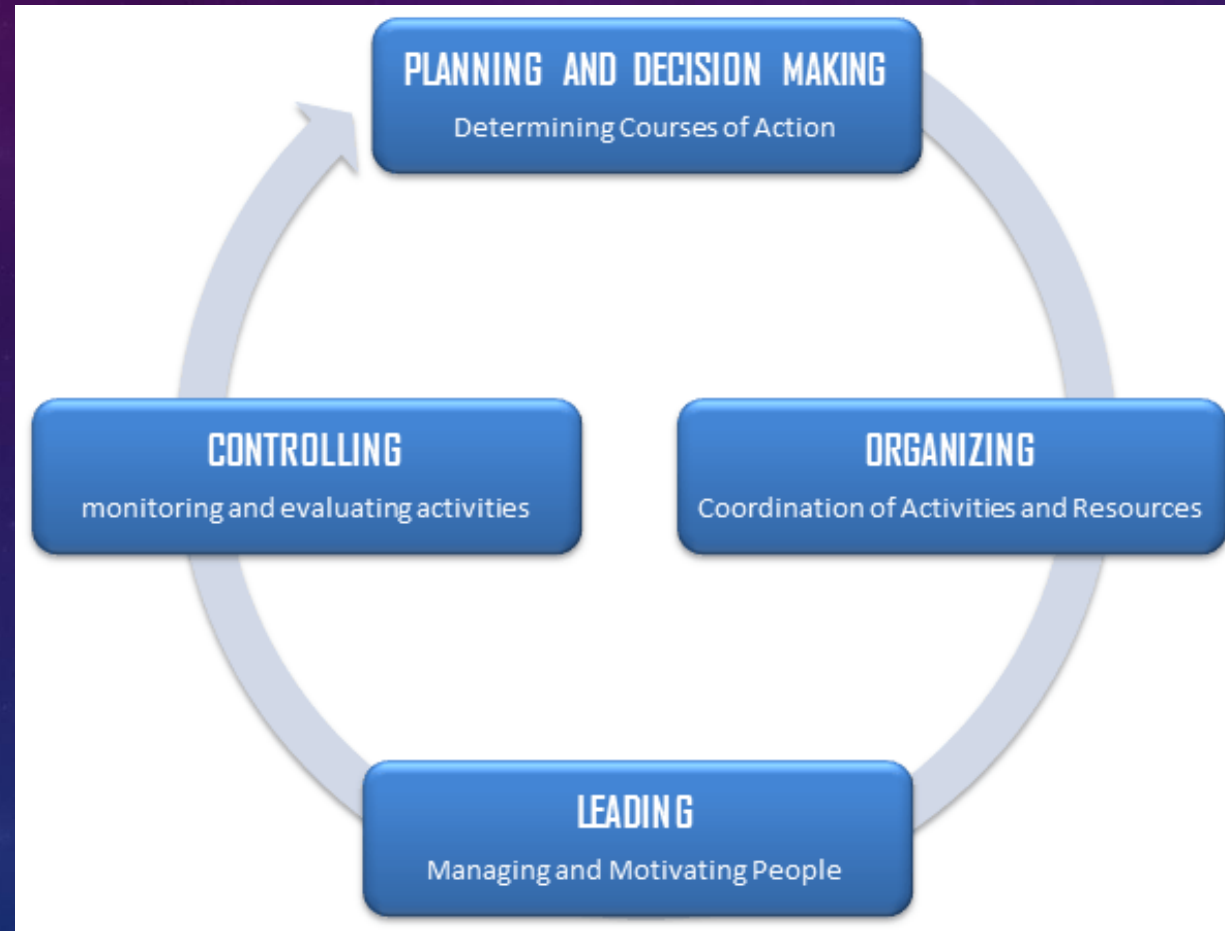 PLANNING AND DECISION MAKING
Determining Courses of Action
CONTROLLING
monitoring and evaluating activities
ORGANIZING
Coordination of Activities and Resources
LEADING
Managing and Motivating People